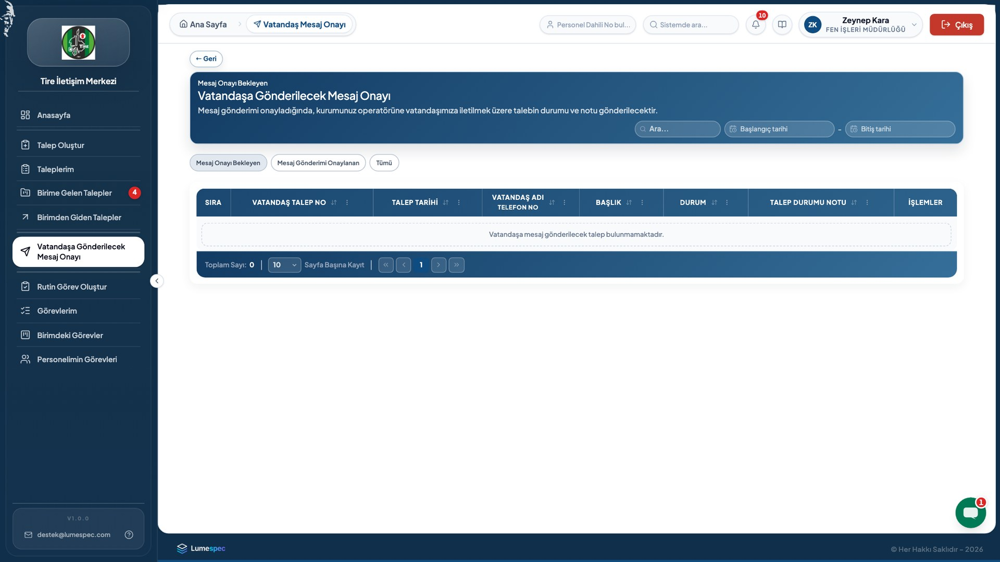 TİRE
Tire İletişim Merkezi
Anasayfa
Talep Oluştur
Taleplerim
Birime Gelen Talepler
4
Birimden Giden Talepler
Vatandaşa Gönderilecek
Mesaj Onayı
Rutin Görev Oluştur
Görevlerim
Birimdeki Görevler
Personelimin Görevleri
V1.0.0
destek@lumespec.com
Ana Sayfa
Vatandaş Mesaj Onayı
Personel Dahili No bul...
Sistemde ara...
10
ZK
Zeynep Kara
FEN İŞLERİ MÜDÜRLÜĞÜ
Çıkış
← Geri
Mesaj Onayı Bekleyen
Vatandaşa Gönderilecek Mesaj Onayı
Mesaj gönderimi onayladığında, kurumunuz operatörüne vatandaşımıza iletilmek üzere talebin durumu ve notu gönderilecektir.
Ara...
Başlangıç tarihi
-
Bitiş tarihi
Mesaj Onayı Bekleyen
Mesaj Gönderimi Onaylanan
Tümü
SIRA
VATANDAŞ TALEP NO
TALEP TARİHİ
VATANDAŞ ADI
TELEFON NO
BAŞLIK
DURUM
TALEP DURUMU NOTU
İŞLEMLER
Vatandaşa mesaj gönderilecek talep bulunmamaktadır.
Toplam Sayı: 0
10
Sayfa Başına Kayıt
« ‹ 1 › »
1
Lumespec
© Her Hakkı Saklıdır – 2026